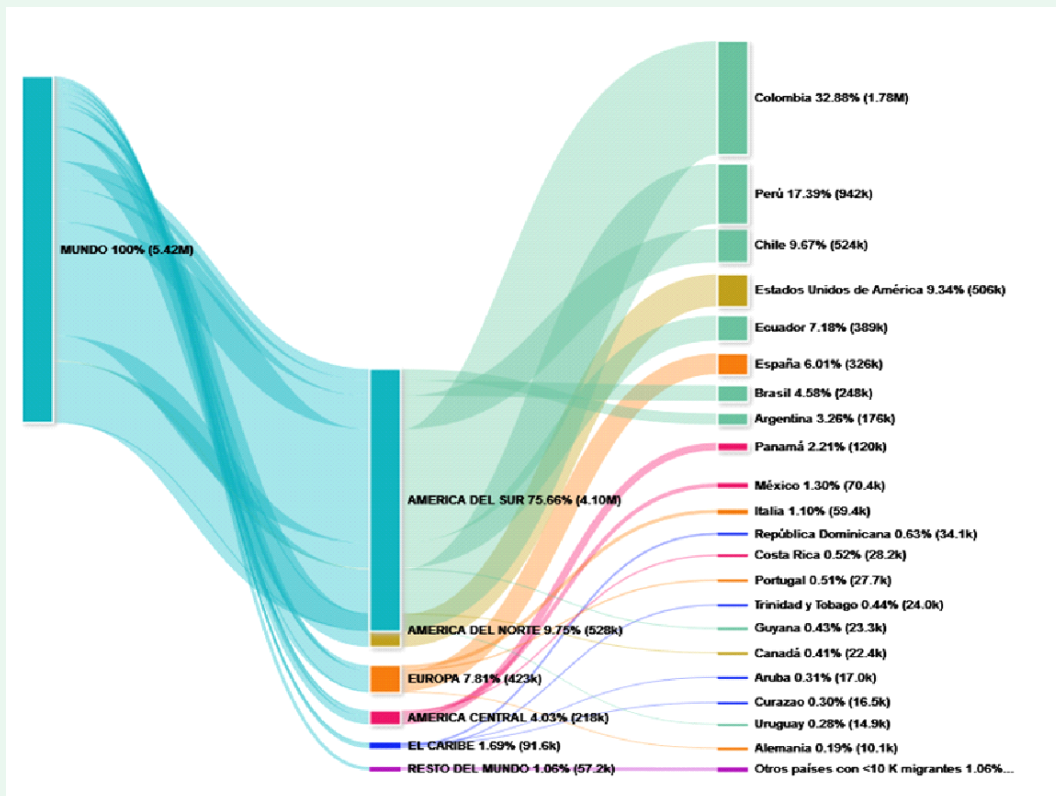 MUNDO 100% (5.42M)
AMERICA DEL SUR 75.66% (4.10M)
AMERICA DEL NORTE 9.75% (528k)
EUROPA 7.81% (423k)
AMERICA CENTRAL 4.03% (218k)
EL CARIBE 1.69% (91.6k)
RESTO DEL MUNDO 1.06% (57.2k)
Colombia 32.88% (1.78M)
Perú 17.39% (942k)
Chile 9.67% (524k)
Estados Unidos de América 9.34% (506k)
Ecuador 7.18% (389k)
España 6.01% (326k)
Brasil 4.58% (248k)
Argentina 3.26% (176k)
Panamá 2.21% (120k)
México 1.30% (70.4k)
Italia 1.10% (59.4k)
República Dominicana 0.63% (34.1k)
Costa Rica 0.52% (28.2k)
Portugal 0.51% (27.7k)
Trinidad y Tobago 0.44% (24.0k)
Guyana 0.43% (23.3k)
Canadá 0.41% (22.4k)
Aruba 0.31% (17.0k)
Curazao 0.30% (16.5k)
Uruguay 0.28% (14.9k)
Alemania 0.19% (10.1k)
Otros países con <10 K migrantes 1.06%...